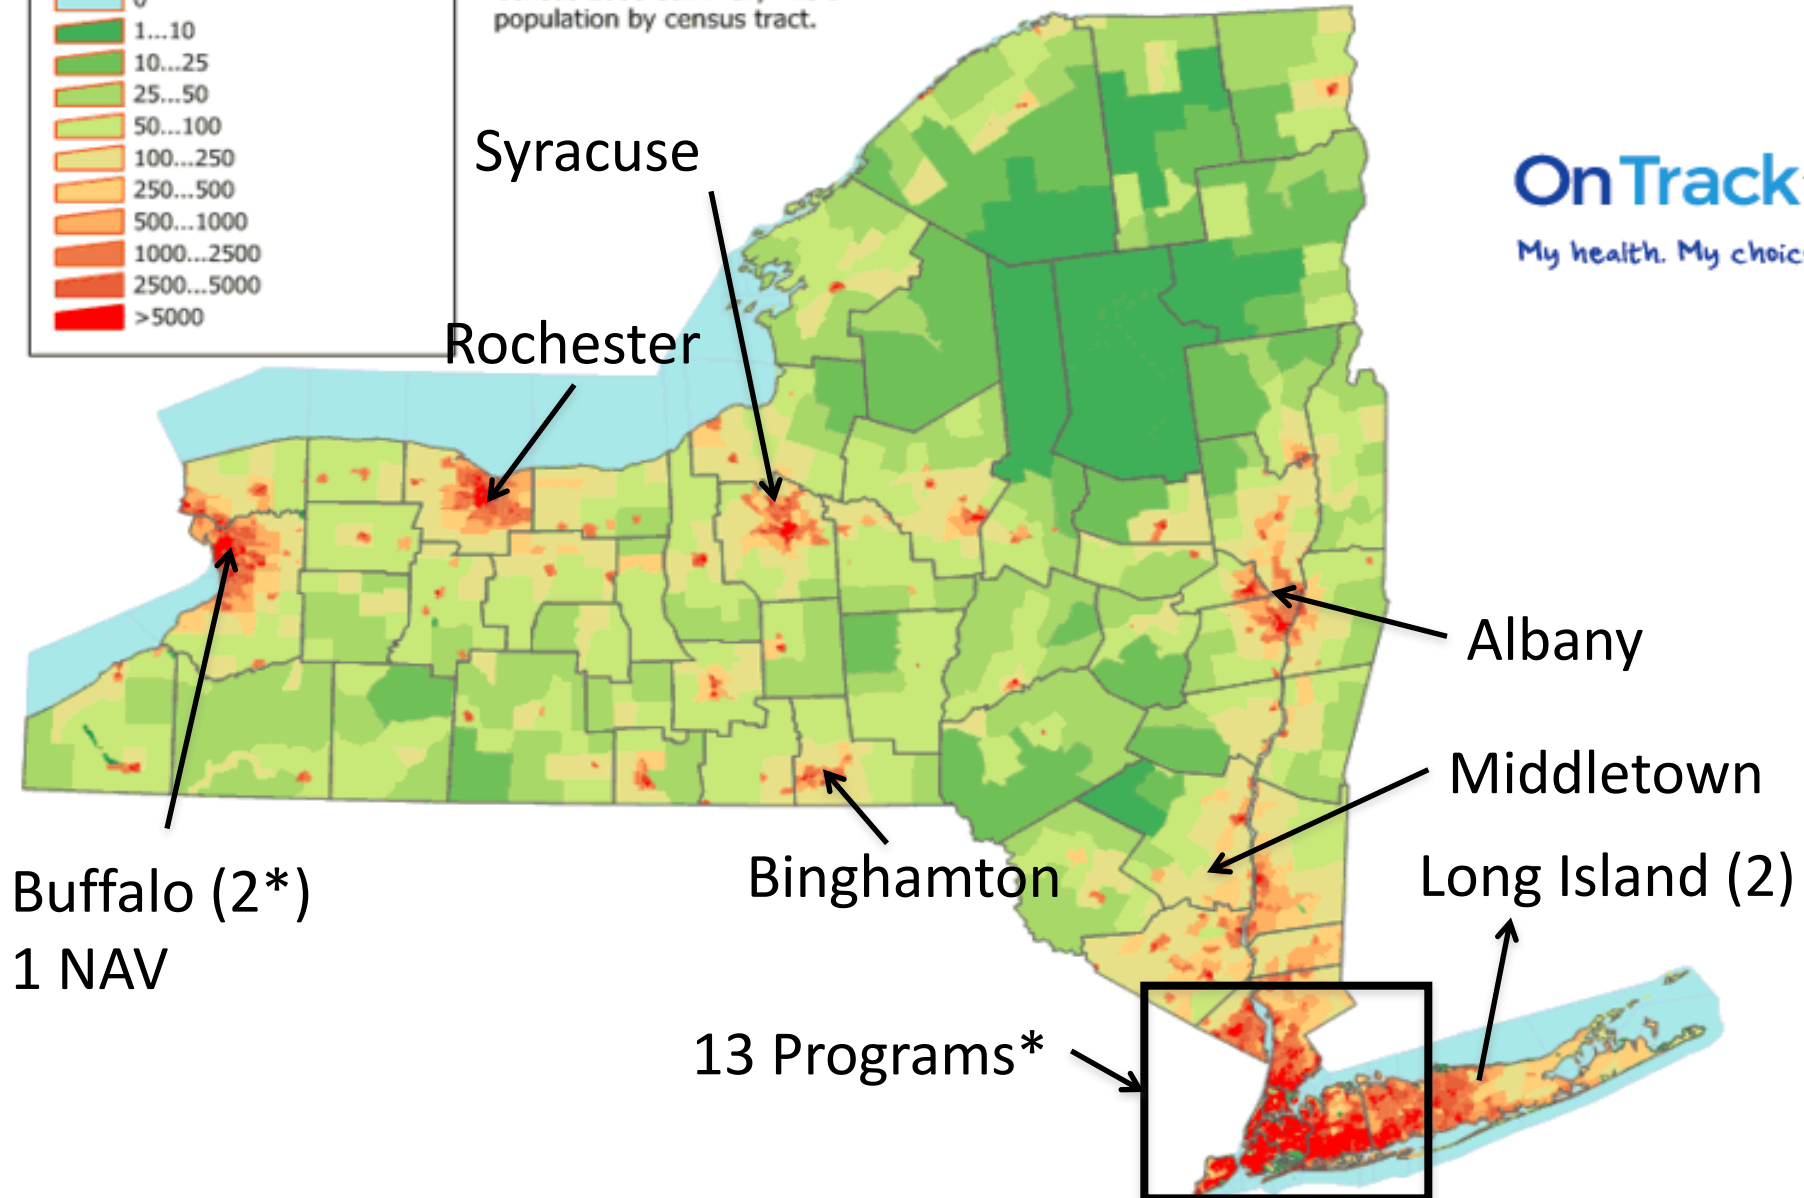 population by census tract.
0
1...10
10...25
25...50
50...100
100...250
250...500
500...1000
1000...2500
2500...5000
>5000
Syracuse
OnTrack
My health. My choic
Rochester
Albany
Middletown
Buffalo (2*)
1 NAV
Binghamton
Long Island (2)
13 Programs*